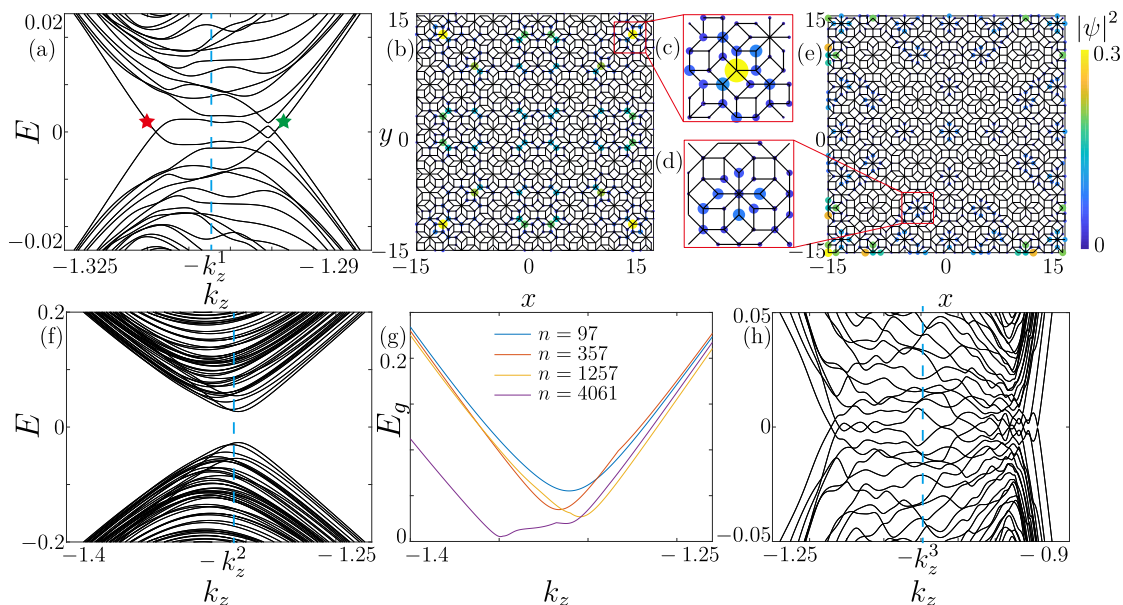 0.02
(a)
E
0
−0.02
−1.325
−k_z^1
−1.29
k_z
15
(b)
y
0
−15
−15
0
15
x
(c)
(d)
15
(e)
0
−15
−15
0
15
x
|ψ|²
0.3
0
0.2
(f)
E
0
−0.2
−1.4
−k_z^2
−1.25
k_z
(g)
0.2
E_g
0
n = 97
n = 357
n = 1257
n = 4061
−1.4
−1.25
k_z
0.05
(h)
0
−0.05
−1.25
−k_z^3
−0.9
k_z